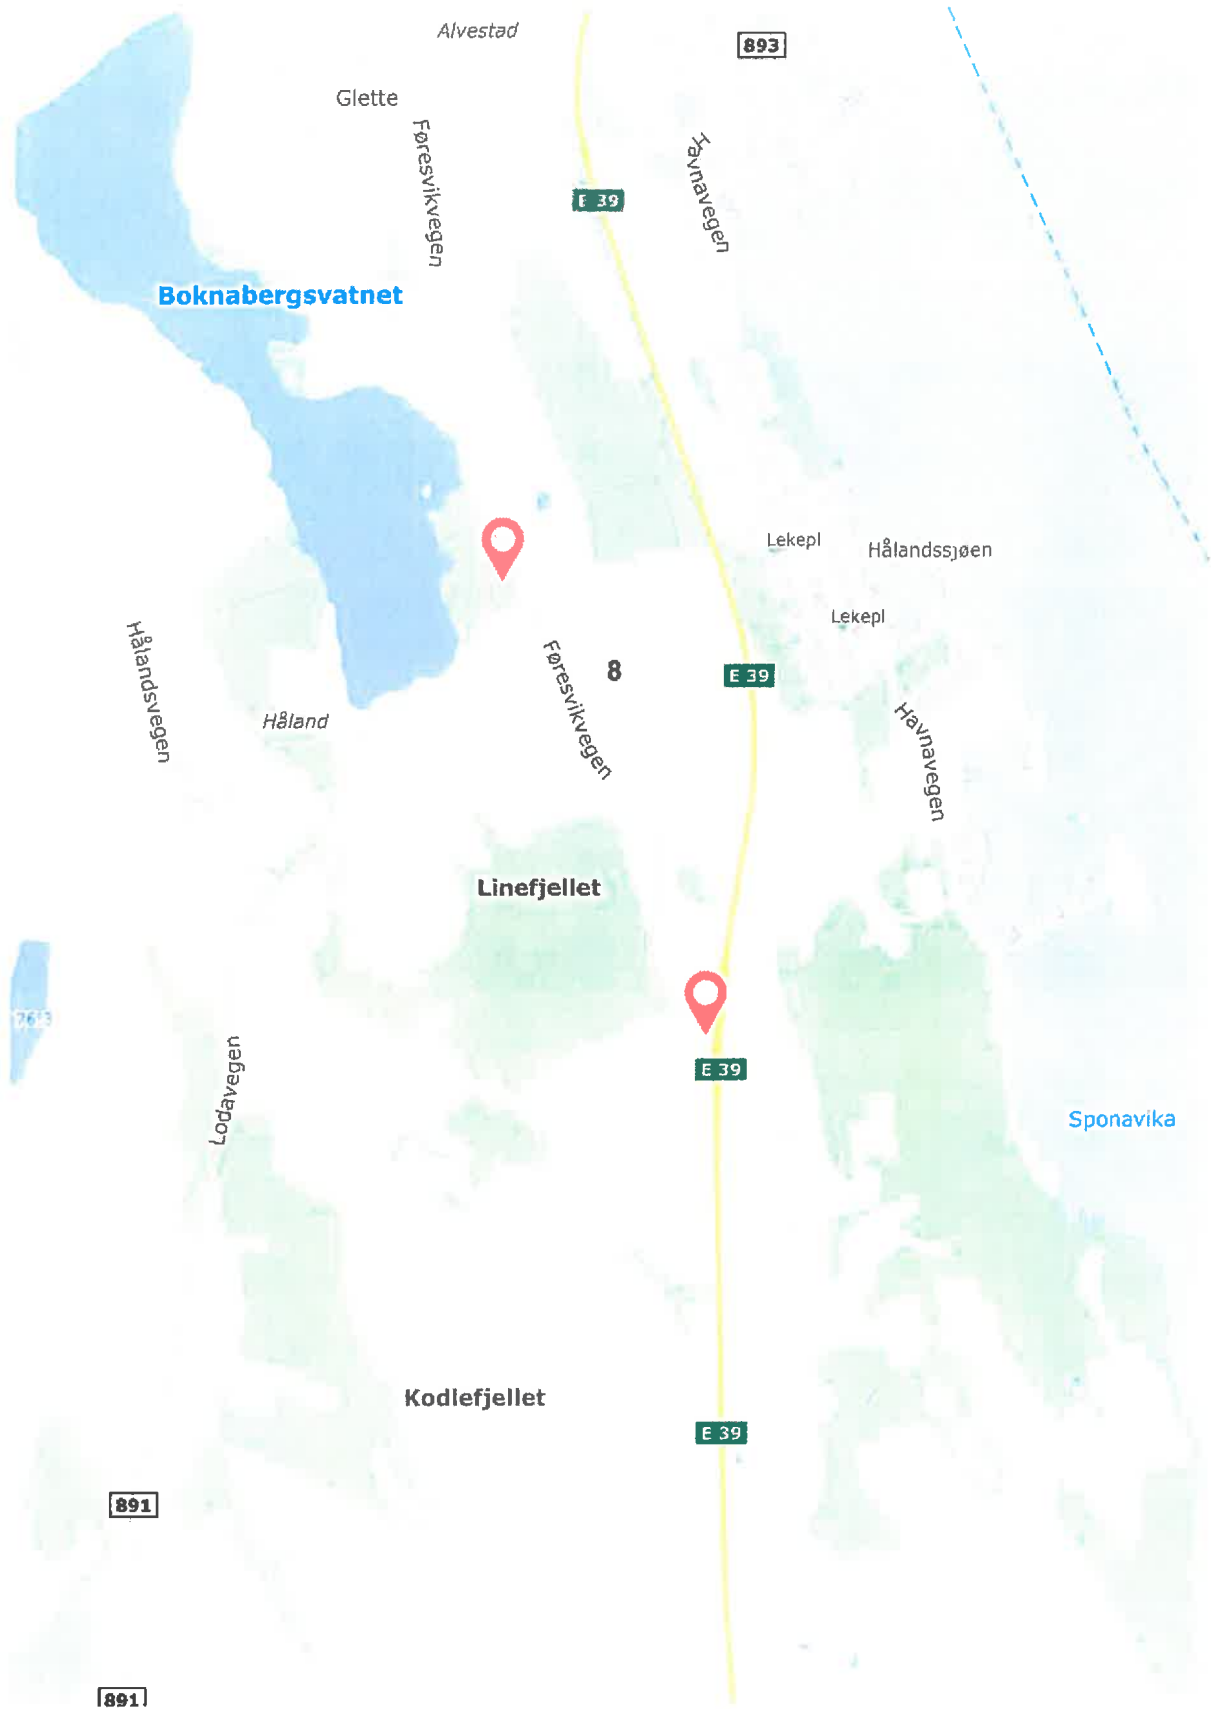 Alvestad
893
Glette
Føresvikvegen
Havnavegen
E 39
Boknabergsvatnet
Lekepl
Hålandssjøen
Lekepl
Hålandsvegen
Føresvikvegen
8
E 39
Håland
Havnavegen
Linefjellet
E 39
Lodavegen
Sponavika
Kodlefjellet
E 39
891
891